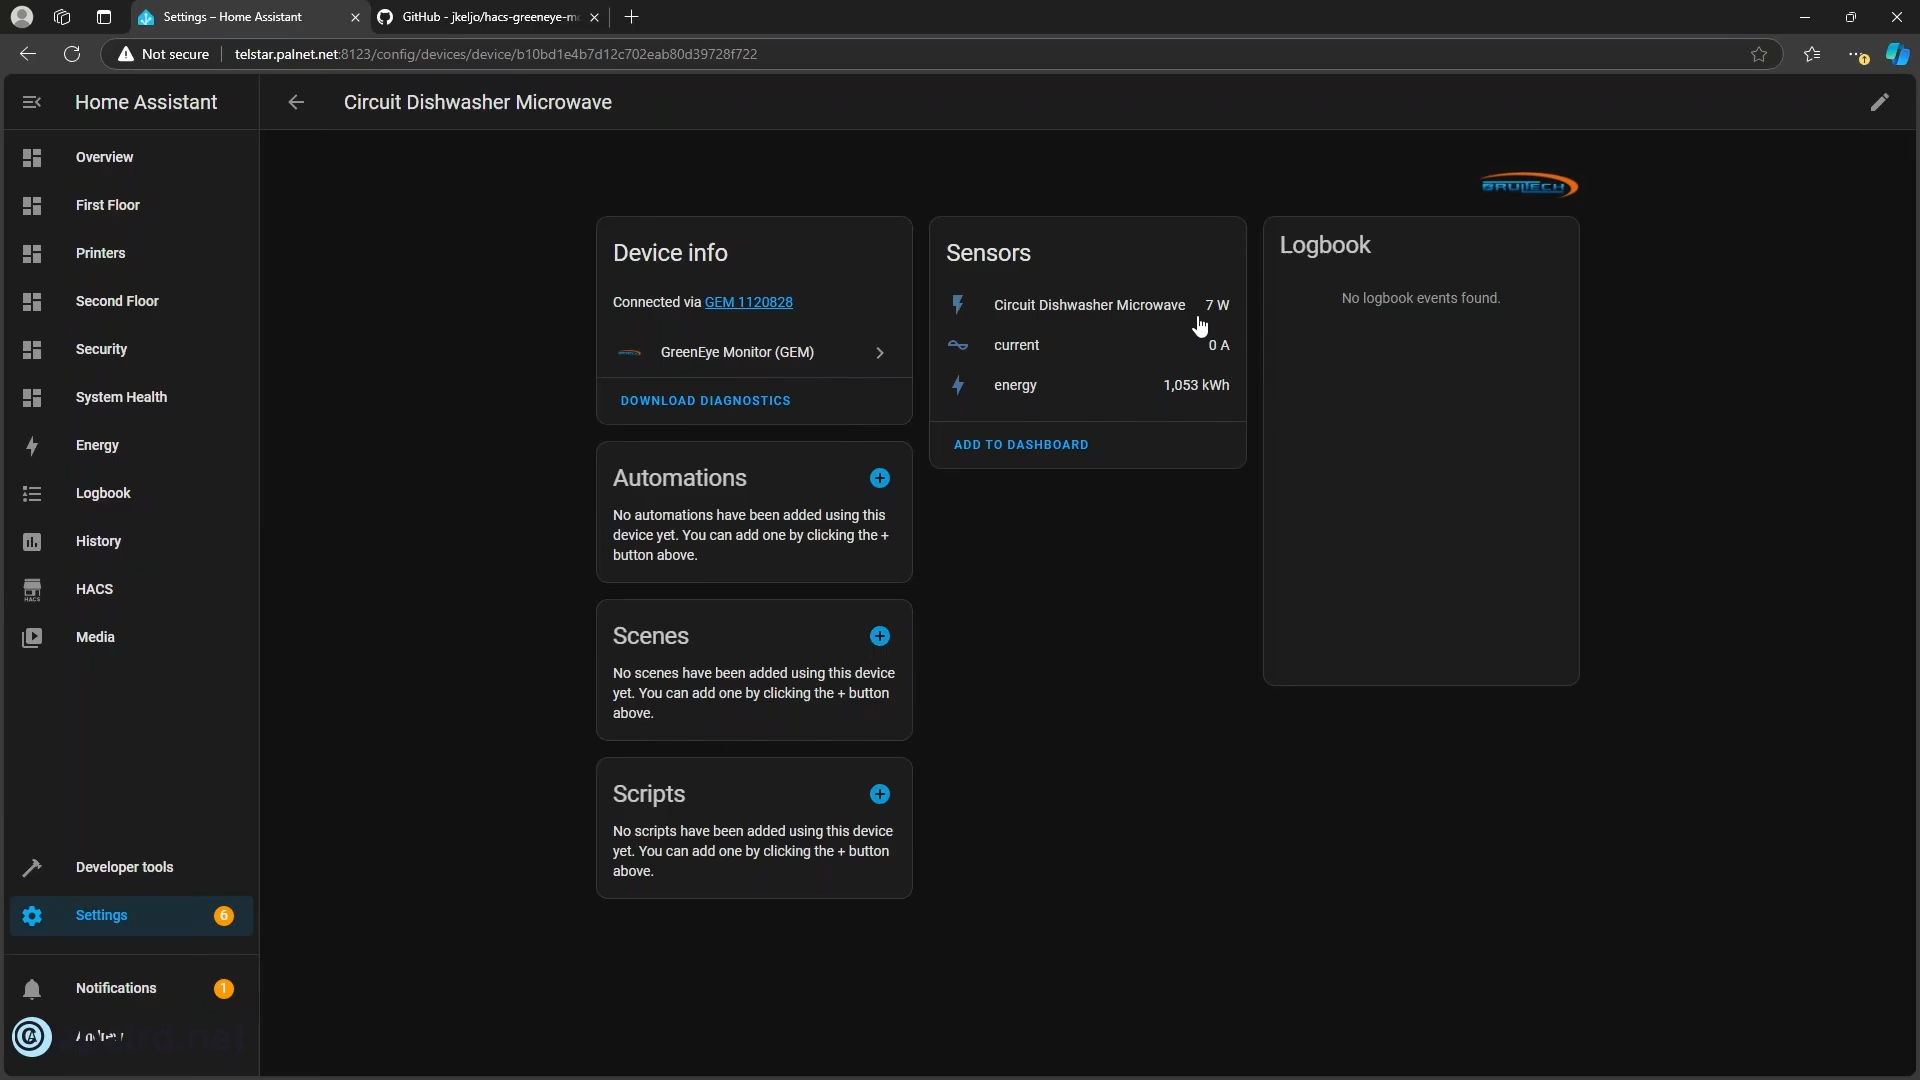 Settings – Home Assistant
GitHub - jkeljo/hacs-greeneye-mo
Not secure
telstar.palnet.net:8123/config/devices/device/b10bd1e4b7d12c702eab80d39728f722
Home Assistant
Circuit Dishwasher Microwave
Overview
First Floor
Printers
Second Floor
Security
System Health
Energy
Logbook
History
HACS
HACS
Media
Developer tools
Settings
6
Notifications
1
BRULTECH
Device info
Connected via GEM 1120828
GreenEye Monitor (GEM)
DOWNLOAD DIAGNOSTICS
Automations
No automations have been added using this
device yet. You can add one by clicking the +
button above.
Scenes
No scenes have been added using this device
yet. You can add one by clicking the + button
above.
Scripts
No scripts have been added using this device
yet. You can add one by clicking the + button
above.
Sensors
Circuit Dishwasher Microwave 7 W
current 0 A
energy 1,053 kWh
ADD TO DASHBOARD
Logbook
No logbook events found.